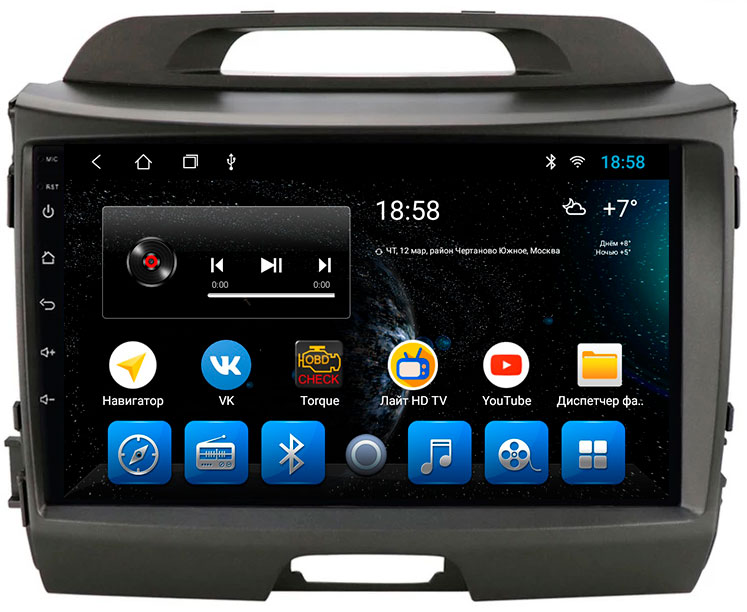 MIC
18:58
RST
18:58
+7°
ЧТ, 12 мар, район Чертаново Южное, Москва
Днём +8°
Ночью +5°
0:00 0:00
OBD
CHECK
Навигатор VK Torque Лайт HD TV YouTube Диспетчер фа..